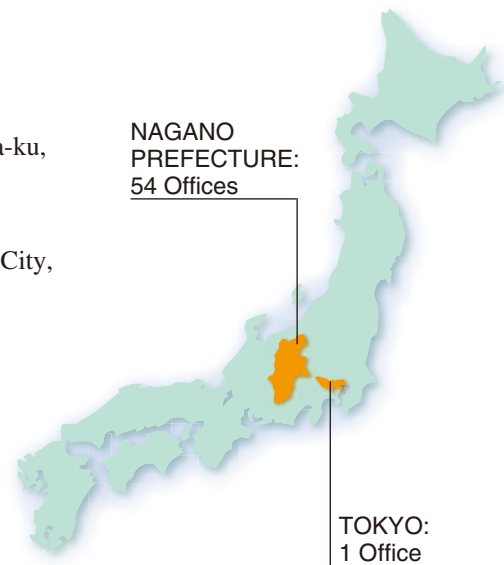 -ku,
City,
NAGANO
PREFECTURE:
54 Offices
TOKYO:
1 Office